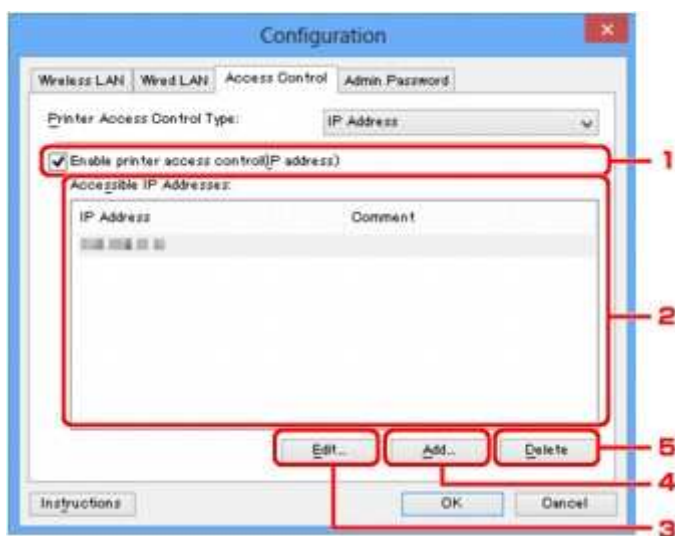 Configuration
Wireless LAN Wired LAN Access Control Admin Password
Printer Access Control Type: IP Address
Enable printer access control(IP address) 1
Accessible IP Addresses:
IP Address Comment
2
Edit... Add... Delete 5
4
Instructions OK Cancel
3